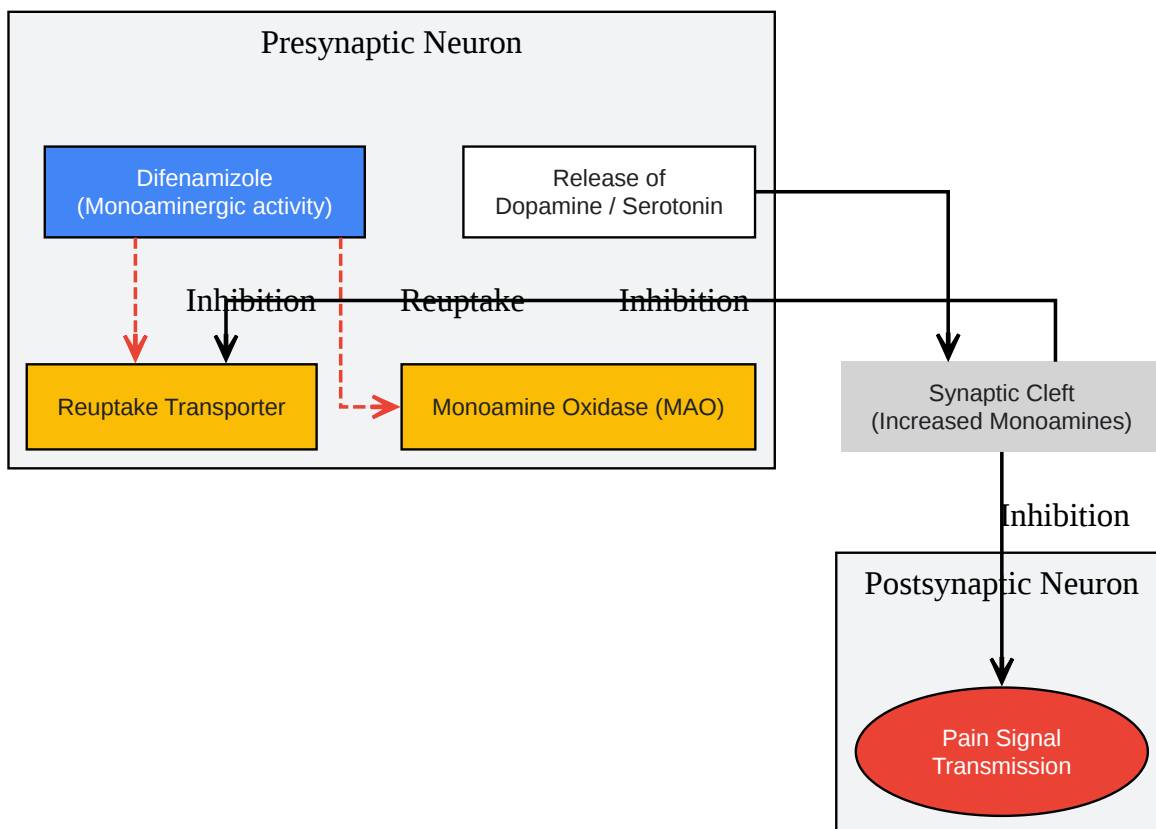 Presynaptic Neuron
Difenamizole
(Monoaminergic activity)
Release of
Dopamine / Serotonin
Inhibition
Reuptake
Inhibition
Reuptake Transporter
Monoamine Oxidase (MAO)
Synaptic Cleft
(Increased Monoamines)
Inhibition
Postsynaptic Neuron
Pain Signal
Transmission